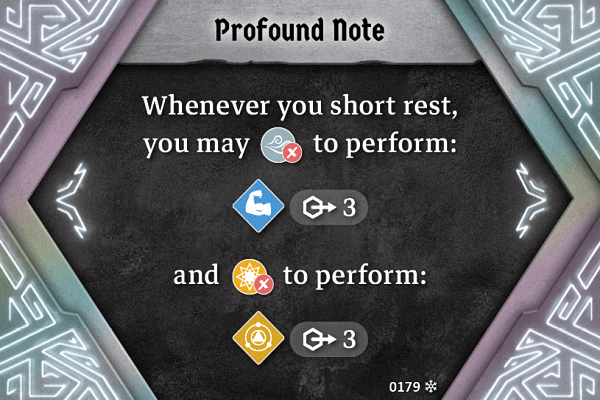 Profound Note
Whenever you short rest,
you may to perform:
3
and to perform:
3
0179